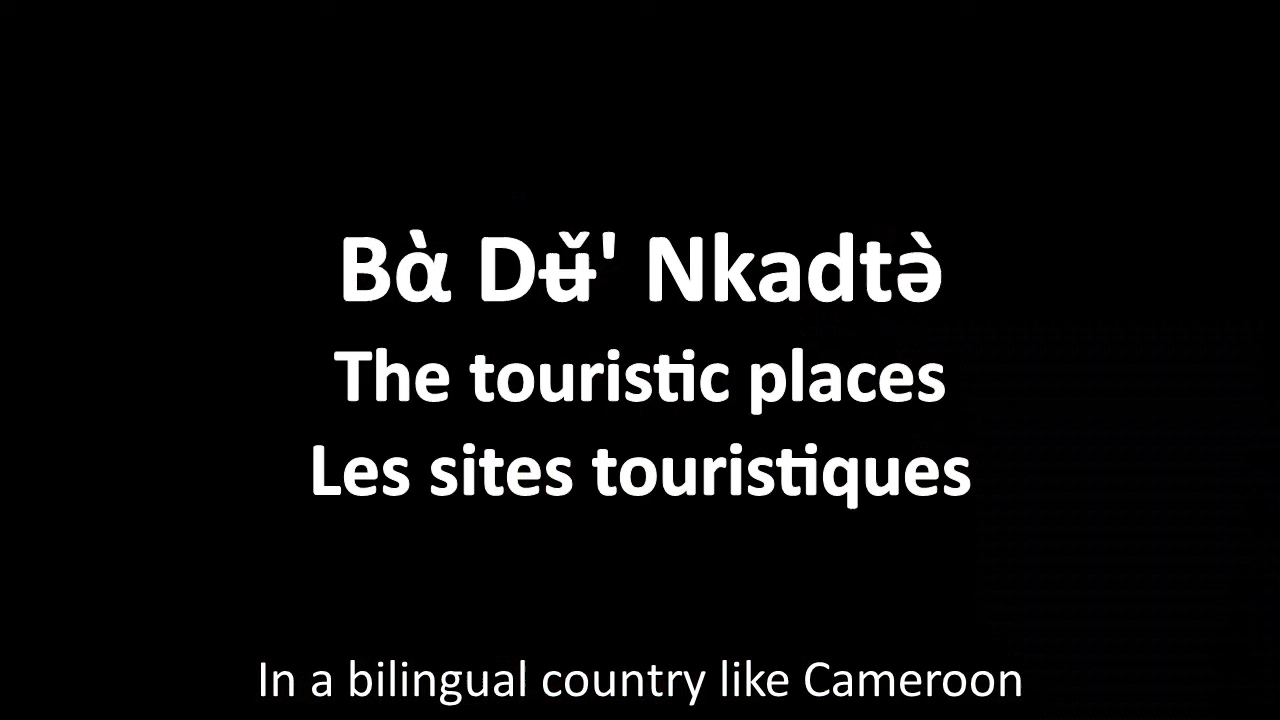 Bɑ̀ Dʉ̌' Nkadtə̀
The touristic places
Les sites touristiques
In a bilingual country like Cameroon